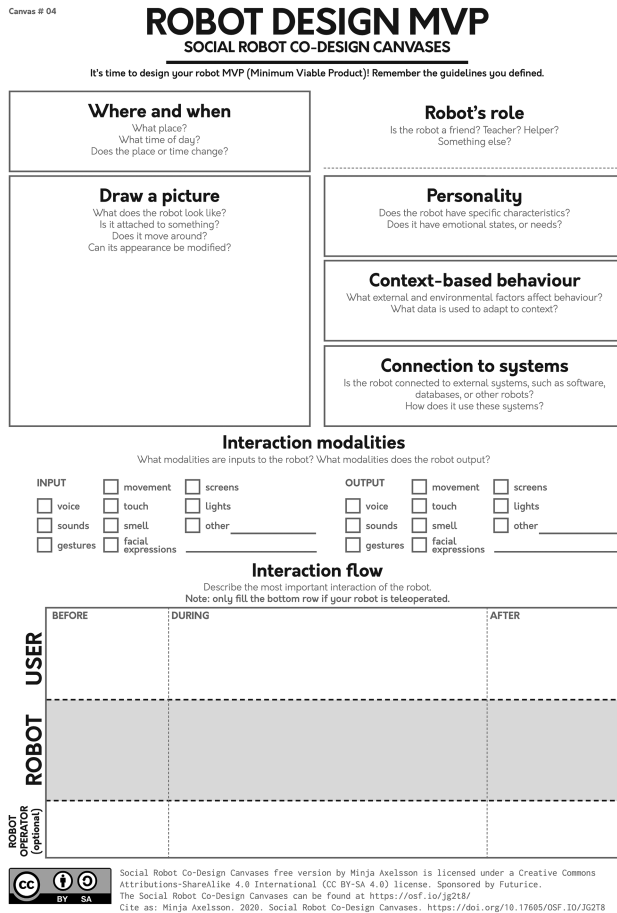 Canvas # 04
ROBOT DESIGN MVP
SOCIAL ROBOT CO-DESIGN CANVASES
It's time to design your robot MVP (Minimum Viable Product)! Remember the guidelines you defined.
Where and when
What place?
What time of day?
Does the place or time change?
Robot's role
Is the robot a friend? Teacher? Helper?
Something else?
Draw a picture
What does the robot look like?
Is it attached to something?
Does it move around?
Can its appearance be modified?
Personality
Does the robot have specific characteristics?
Does it have emotional states, or needs?
Context-based behaviour
What external and environmental factors affect behaviour?
What data is used to adapt to context?
Connection to systems
Is the robot connected to external systems, such as software,
databases, or other robots?
How does it use these systems?
Interaction modalities
What modalities are inputs to the robot? What modalities does the robot output?
INPUT
voice
sounds
gestures
movement
touch
smell
facial
expressions
screens
lights
other
OUTPUT
voice
sounds
gestures
movement
touch
smell
facial
expressions
screens
lights
other
Interaction flow
Describe the most important interaction of the robot.
Note: only fill the bottom row if your robot is teleoperated.
BEFORE
DURING
AFTER
USER
ROBOT
ROBOT
OPERATOR
(optional)
cc
BY SA
Social Robot Co-Design Canvases free version by Minja Axelsson is licensed under a Creative Commons
Attributions-ShareAlike 4.0 International (CC BY-SA 4.0) license. Sponsored by Futurice.
The Social Robot Co-Design Canvases can be found at https://osf.io/jg2t8/
Cite as: Minja Axelsson. 2020. Social Robot Co-Design Canvases. https://doi.org/10.17605/OSF.IO/JG2T8